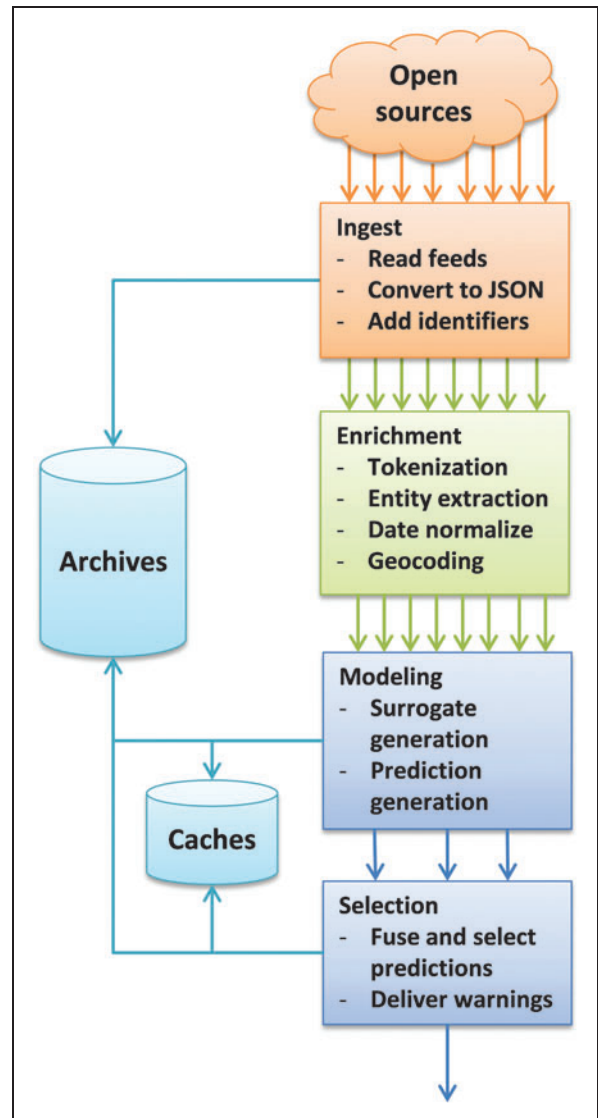 Open
sources
Ingest
- Read feeds
- Convert to JSON
- Add identifiers
Enrichment
- Tokenization
- Entity extraction
- Date normalize
- Geocoding
Archives
Modeling
- Surrogate
generation
- Prediction
generation
Caches
Selection
- Fuse and select
predictions
- Deliver warnings